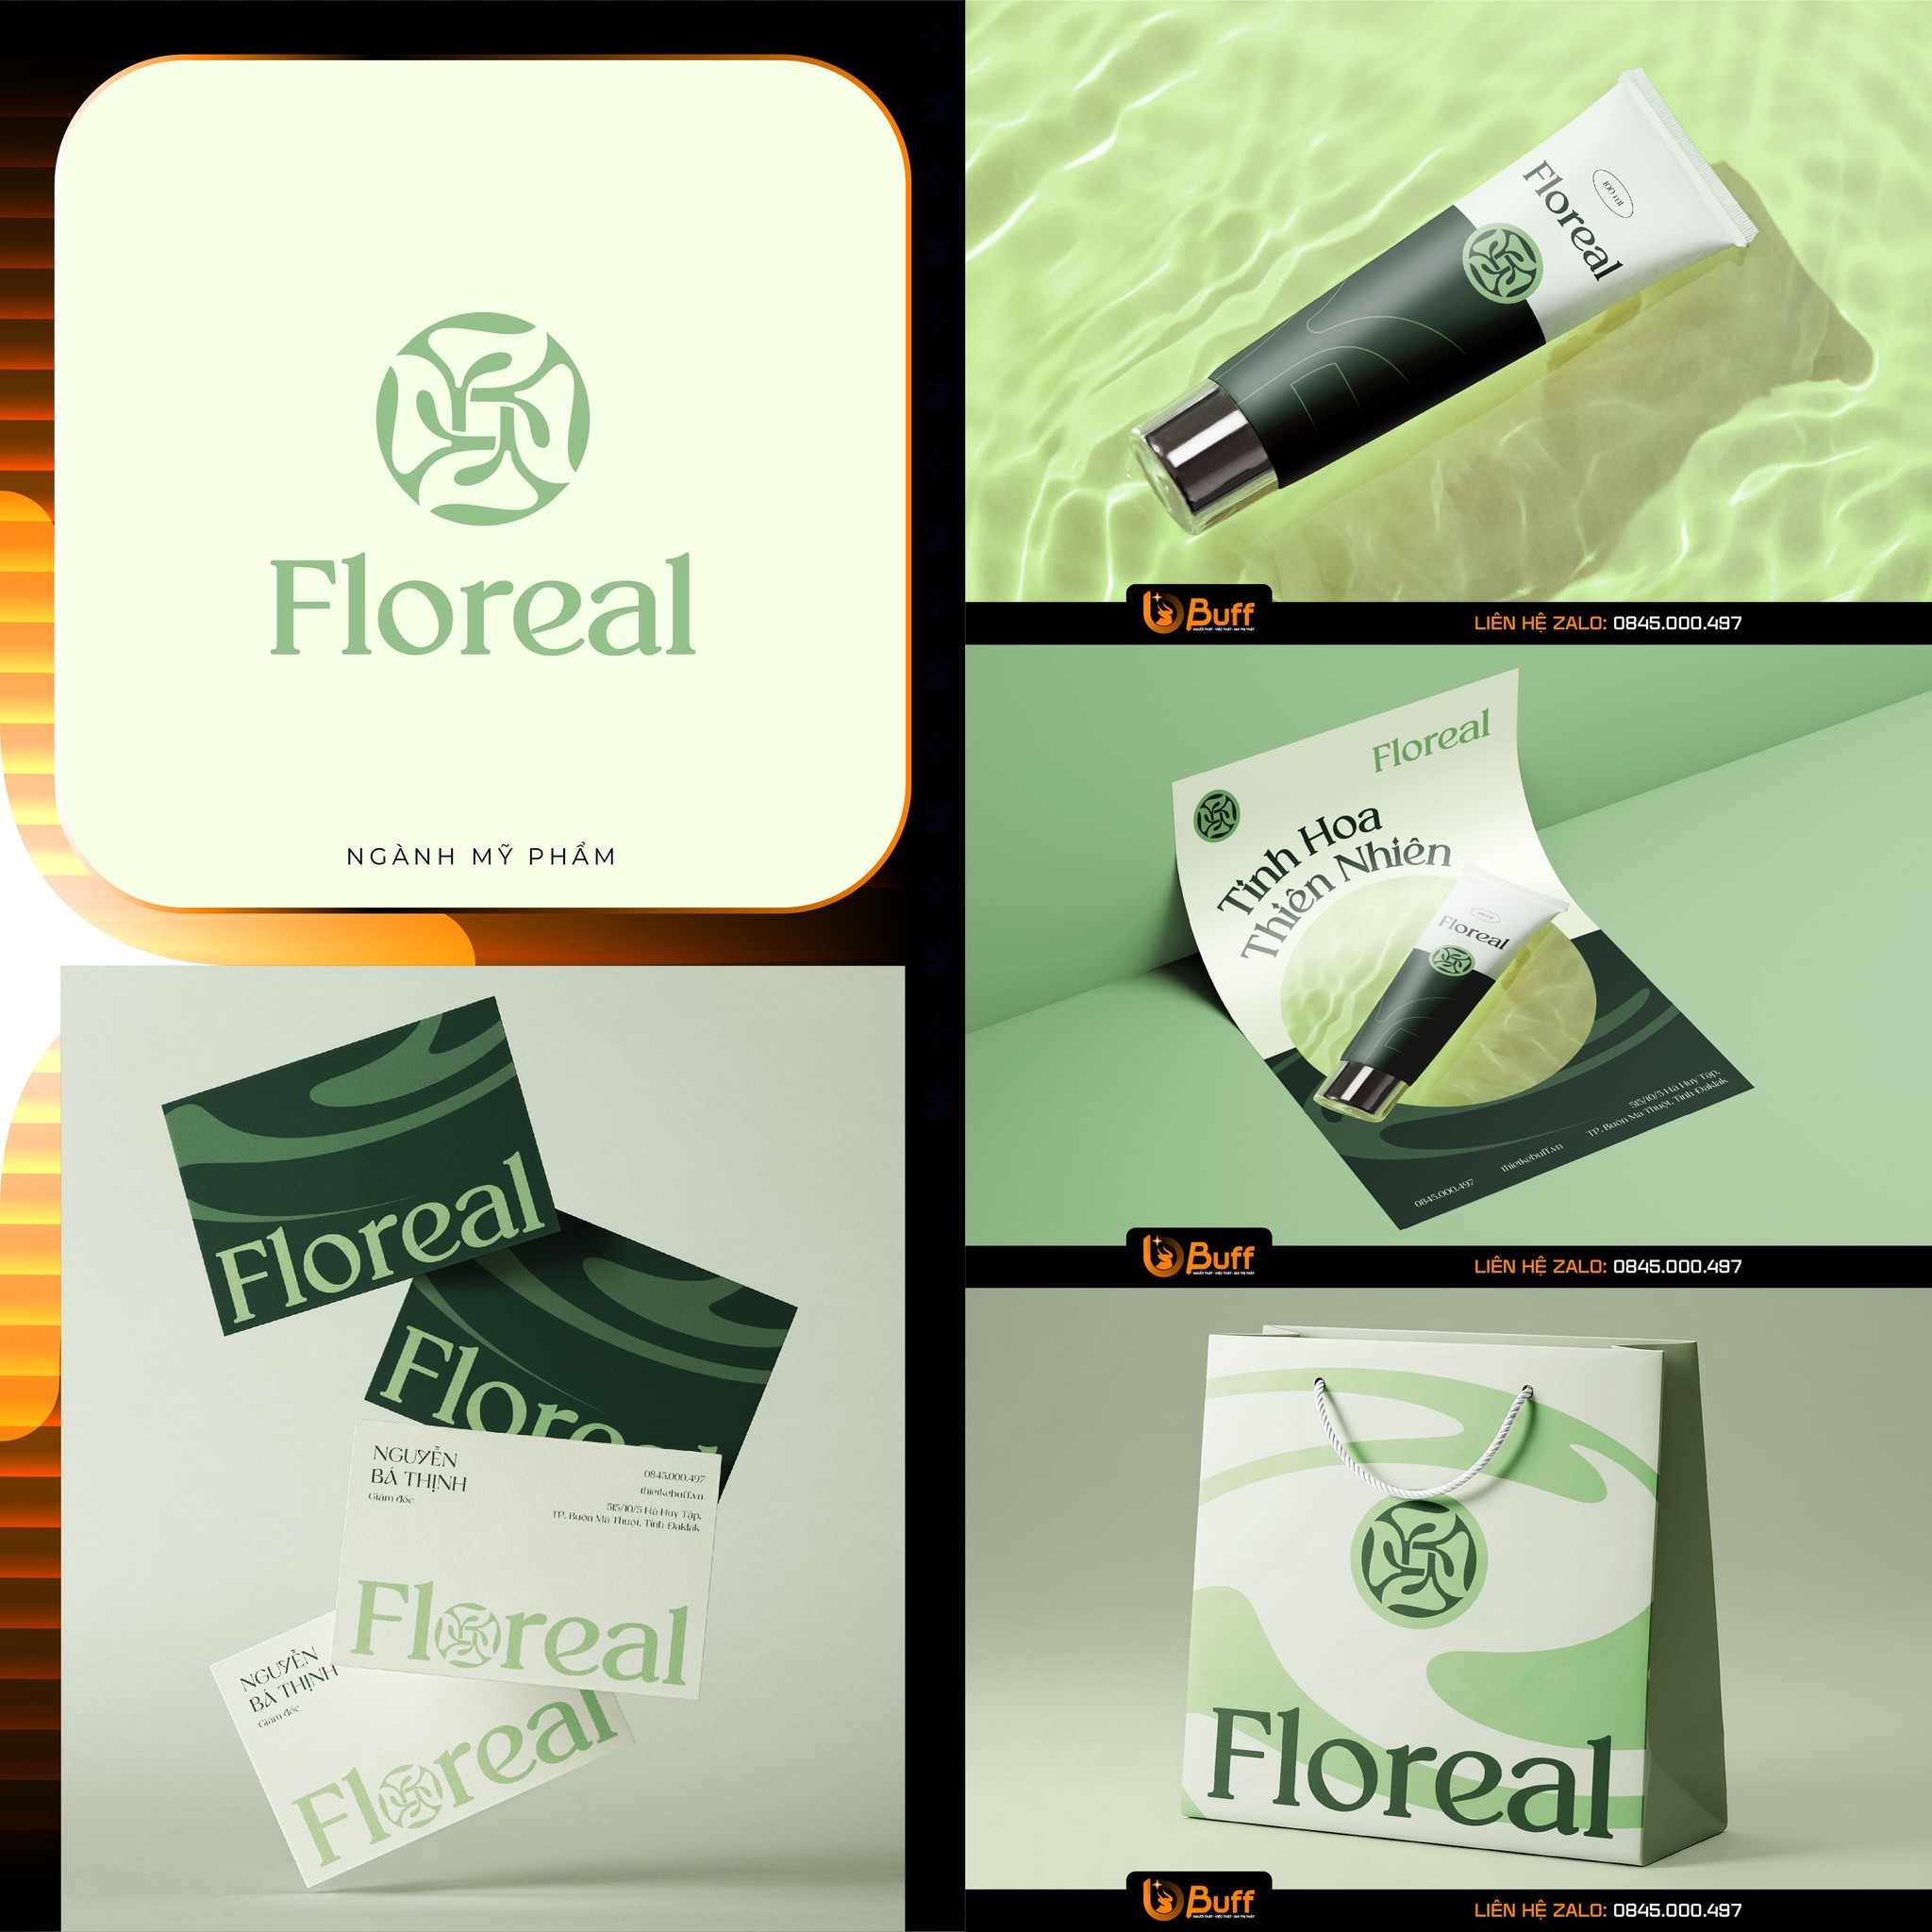 Floreal
NGÀNH MỸ PHẨM
100 ml
Floreal
Buff
LIÊN HỆ ZALO: 0845.000.497
Floreal
Tinh Hoa
Thiên Nhiên
Floreal
515/10/5 Hà Huy Tập,
TP. Buôn Ma Thuột, Tỉnh Đaklak
thietkebuff.vn
0845.000.497
Buff
LIÊN HỆ ZALO: 0845.000.497
Floreal
Floreal
NGUYỄN
BÁ THỊNH
Giám đốc
0845.000.497
thietkebuff.vn
515/10/5 Hà Huy Tập,
TP. Buôn Ma Thuột, Tỉnh Đaklak
Floreal
NGUYỄN
BÁ THỊNH
Giám đốc
Floreal
Floreal
Buff
LIÊN HỆ ZALO: 0845.000.497